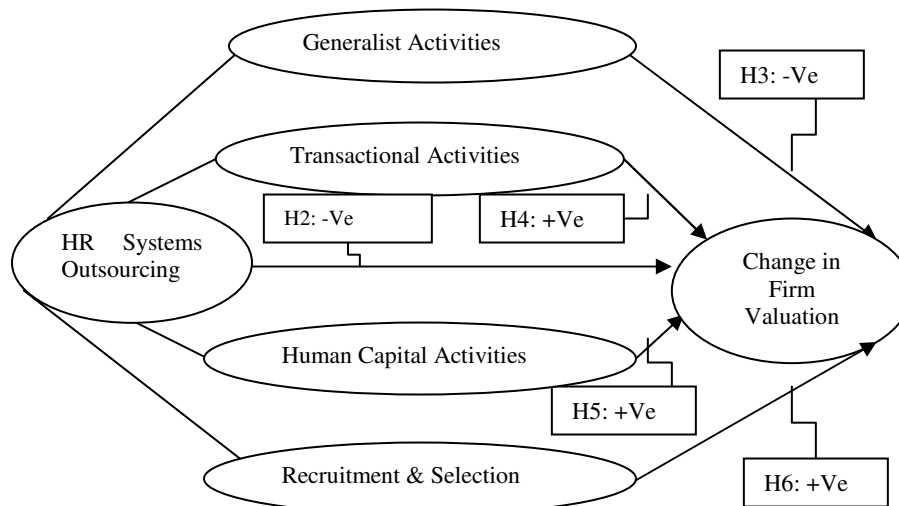 Generalist Activities
H3: -Ve
Transactional Activities
H2: -Ve
H4: +Ve
HR Systems
Outsourcing
Change in
Firm
Valuation
Human Capital Activities
H5: +Ve
Recruitment & Selection
H6: +Ve